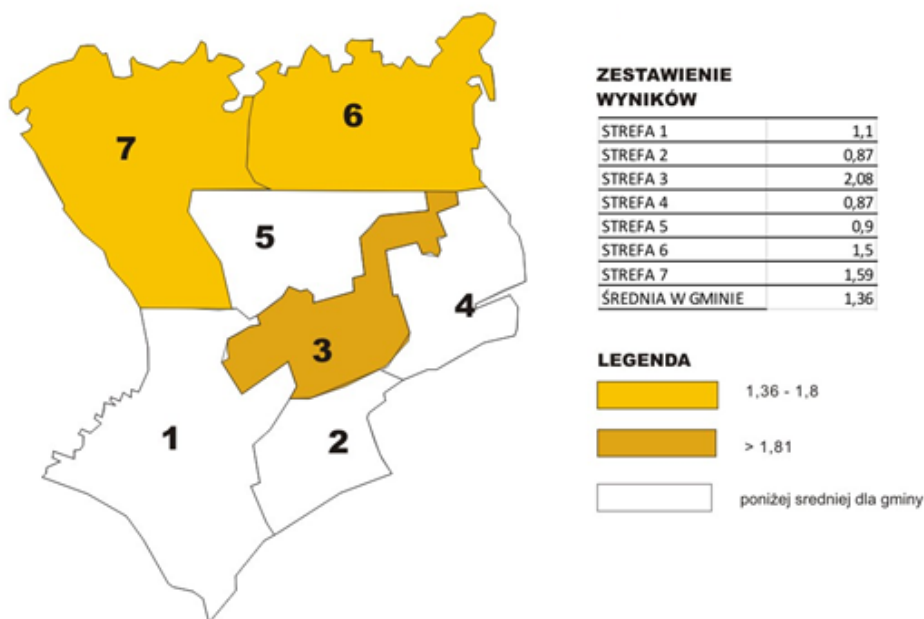 7
6
5
4
3
1
2
ZESTAWIENIE
WYNIKÓW
STREFA 1 1,1
STREFA 2 0,87
STREFA 3 2,08
STREFA 4 0,87
STREFA 5 0,9
STREFA 6 1,5
STREFA 7 1,59
ŚREDNIA W GMINIE 1,36
LEGENDA
1,36 - 1,8
> 1,81
poniżej sredniej dla gminy